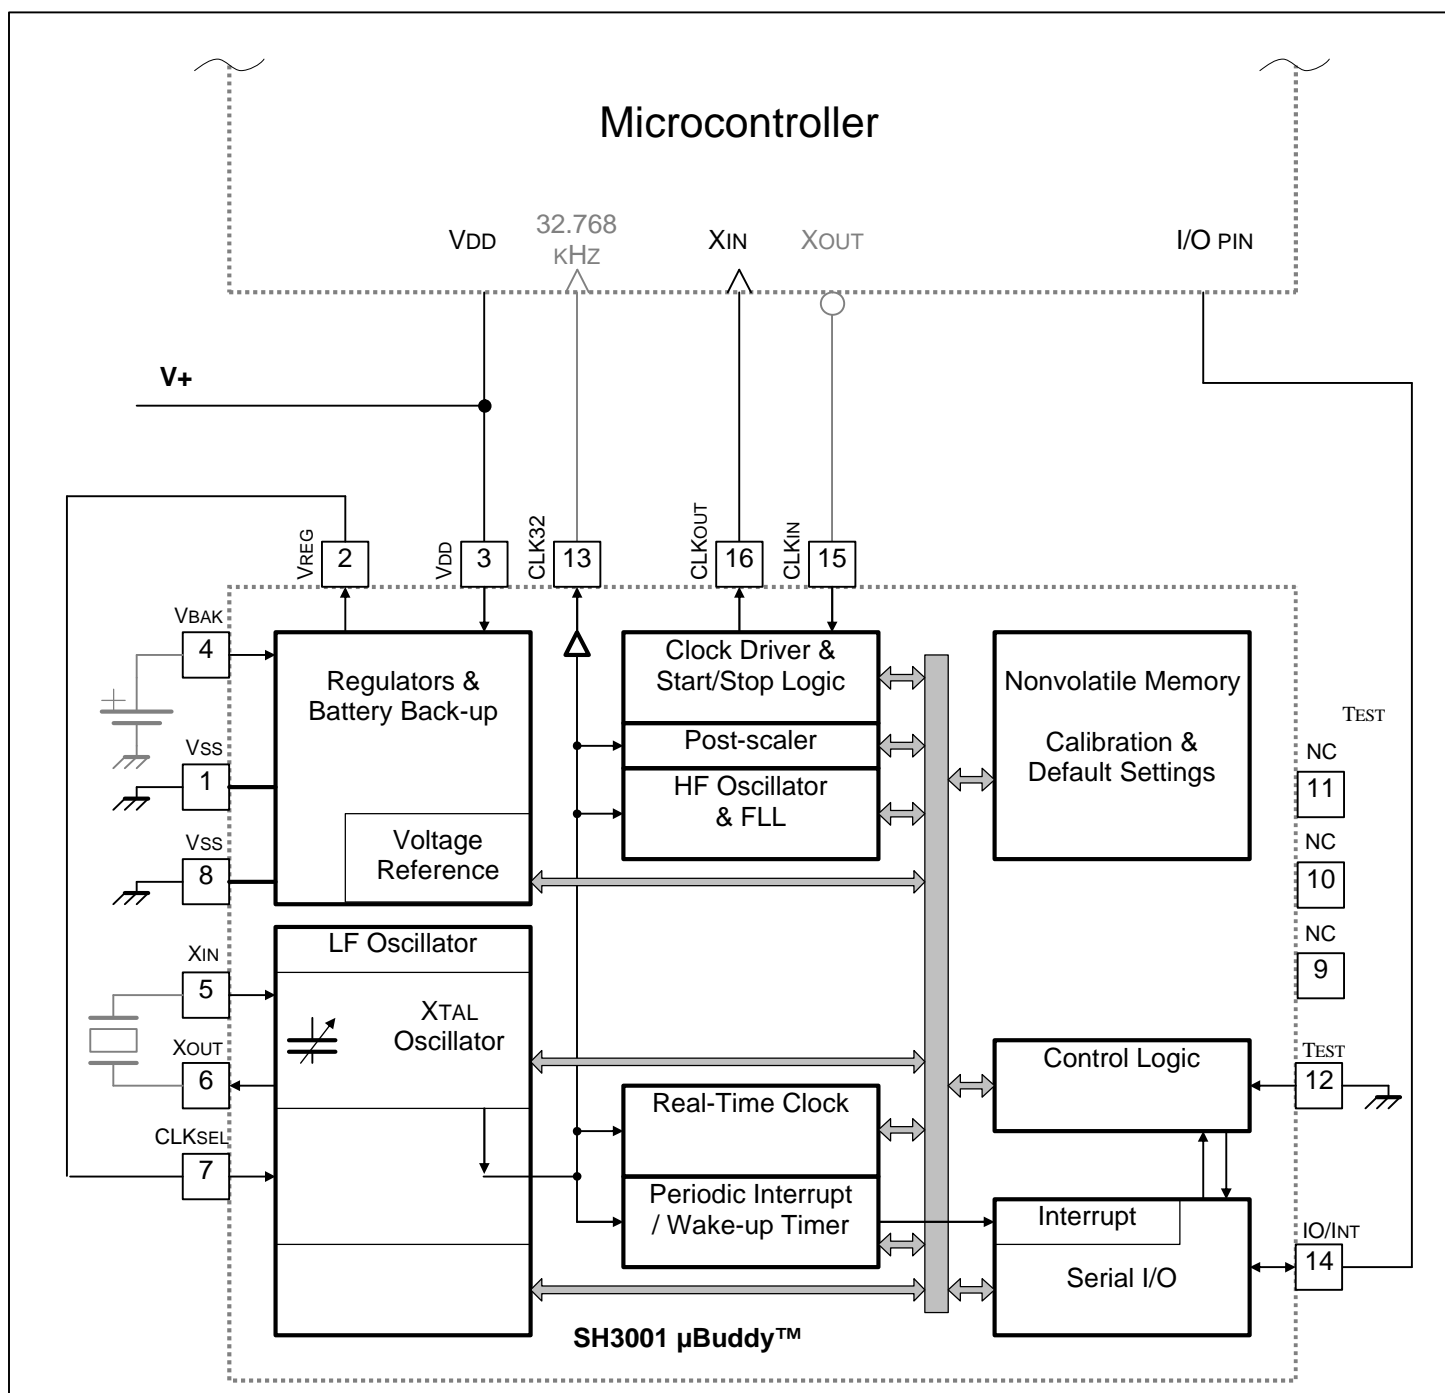 Microcontroller
VDD
32.768
KHZ
XIN
XOUT
I/O PIN
V+
VREG
2
VDD
3
CLK32
13
CLKOUT
16
CLKIN
15
VBAK
4
Regulators &
Battery Back-up
Clock Driver &
Start/Stop Logic
Post-scaler
HF Oscillator
& FLL
Nonvolatile Memory
Calibration &
Default Settings
TEST
NC
11
VSS
1
VSS
8
Voltage
Reference
NC
10
NC
9
LF Oscillator
XIN
5
XTAL
Oscillator
XOUT
6
CLKSEL
7
Real-Time Clock
Periodic Interrupt
/ Wake-up Timer
Control Logic
TEST
12
Interrupt
Serial I/O
IO/INT
14
SH3001 µBuddy™